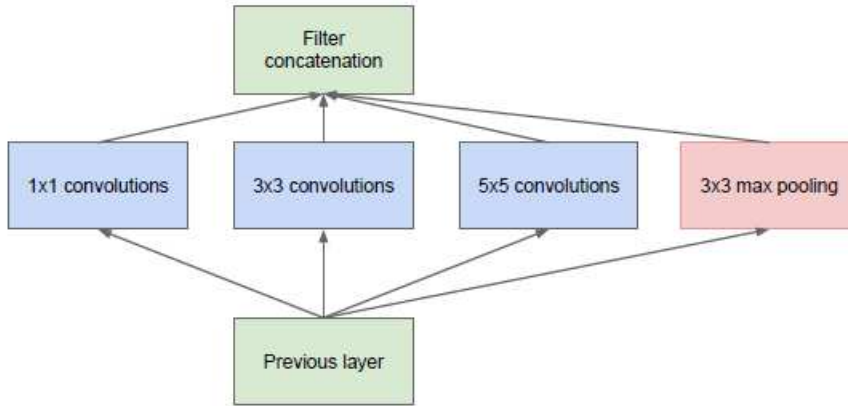 Filter
concatenation
1x1 convolutions
3x3 convolutions
5x5 convolutions
3x3 max pooling
Previous layer